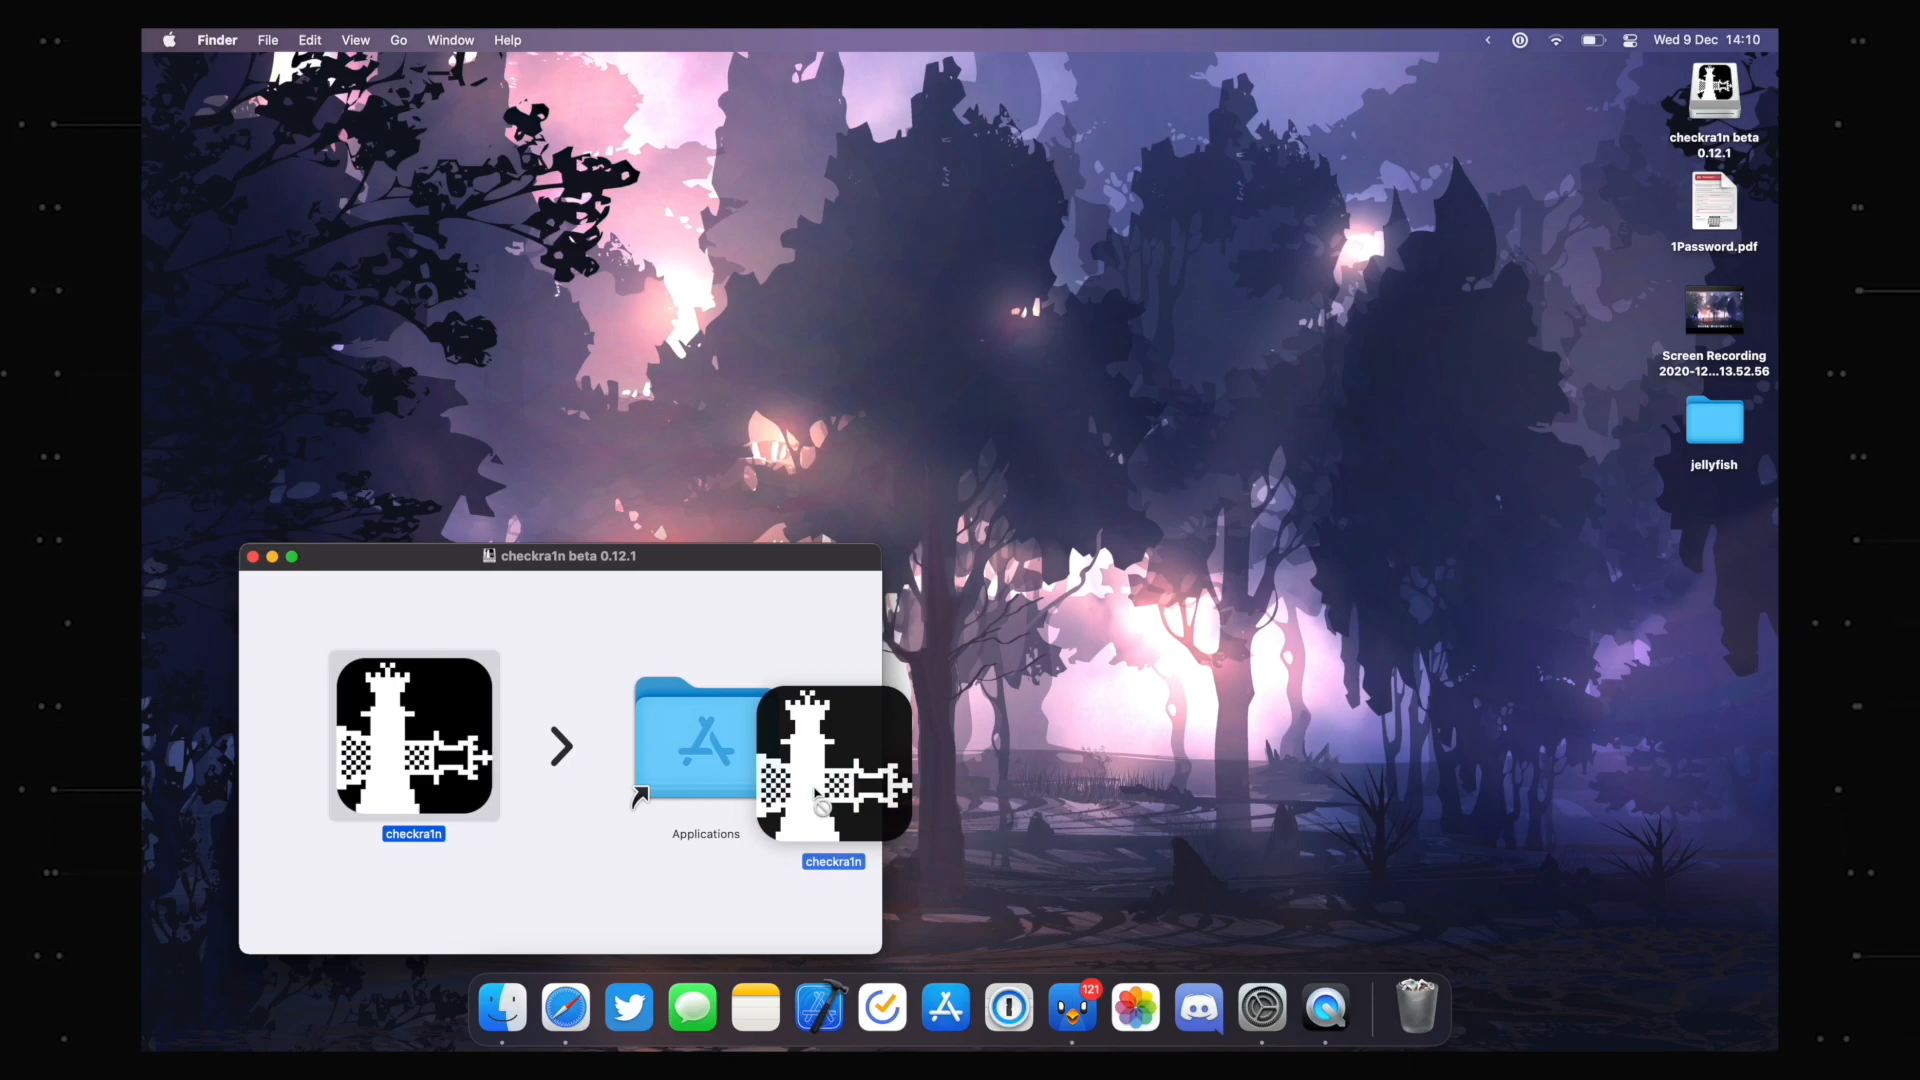 Finder File Edit View Go Window Help
Wed 9 Dec 14:10
checkra1n beta
0.12.1
1Password.pdf
Screen Recording
2020-12...13.52.56
jellyfish
checkra1n beta 0.12.1
checkra1n
Applications
checkra1n
121